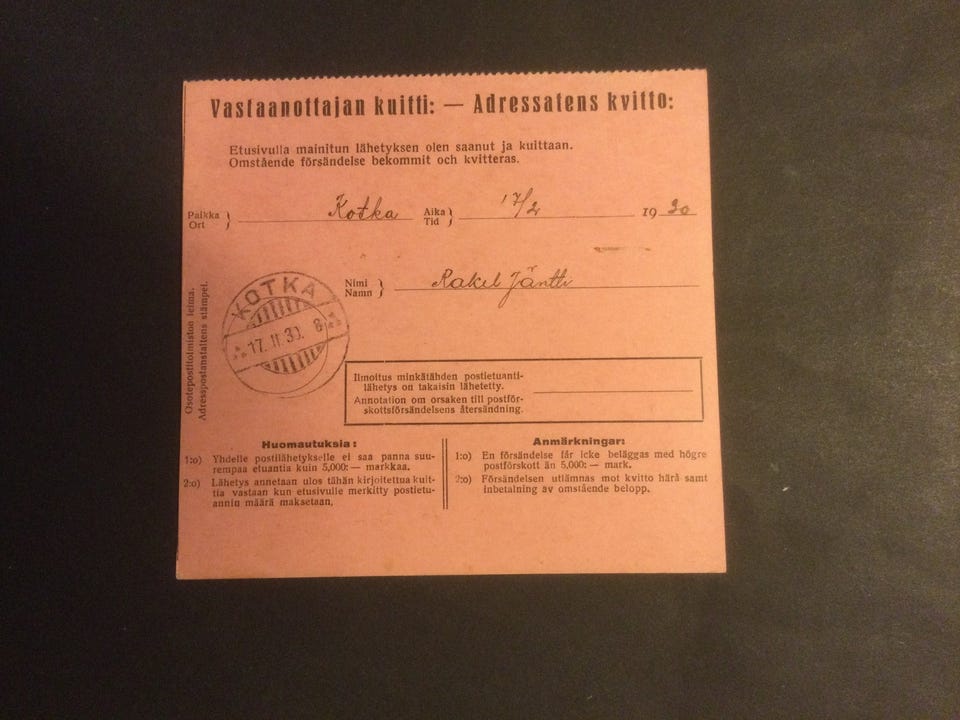 Vastaanottajan kuitti: — Adressatens kvitto:
Etusivulla mainitun lähetyksen olen saanut ja kuittaan.
Omstående försändelse bekommit och kvitteras.
Paikka } Kotka Aika } 17/2 19 30
Ort Tid
Nimi } Rakel Jäntti
Namn
KOTKA
17. II. 30. 8
Osotepostitoimiston leima.
Adresspostanstaltens stämpel.
Ilmoitus minkätähden postietuanti-
lähetys on takaisin lähetetty.
Annotation om orsaken till postför-
skottsförsändelsens återsändning.
Huomautuksia:
1:o) Yhdelle postilähetykselle ei saa panna suu-
rempaa etuantia kuin 5,000: — markkaa.
2:o) Lähetys annetaan ulos tähän kirjoitettua kuit-
tia vastaan kun etusivulle merkitty postietu-
annin määrä maksetaan.
Anmärkningar:
1:o) En försändelse får icke beläggas med högre
postförskott än 5,000: — mark.
2:o) Försändelsen utlämnas mot kvitto härå samt
inbetalning av omstående belopp.